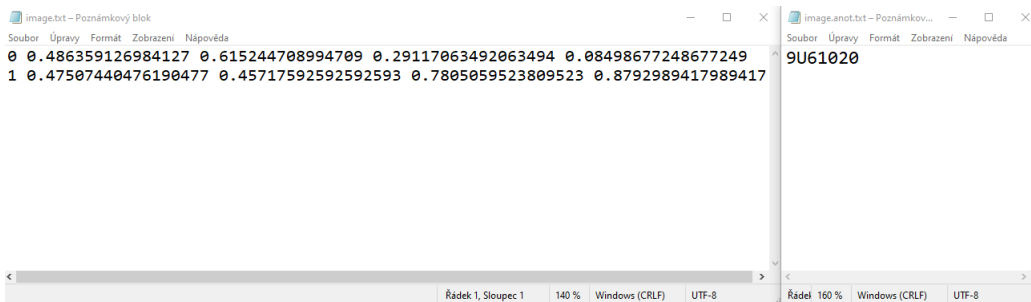 image.txt – Poznámkový blok
Soubor Úpravy Formát Zobrazení Nápověda
0 0.486359126984127 0.615244708994709 0.29117063492063494 0.08498677248677249
1 0.47507440476190477 0.45717592592592593 0.7805059523809523 0.8792989417989417
Řádek 1, Sloupec 1 140 % Windows (CRLF) UTF-8
image.anot.txt – Poznámkov...
Soubor Úpravy Formát Zobrazení Nápověda
9U61020
Řádek 160 % Windows (CRLF) UTF-8